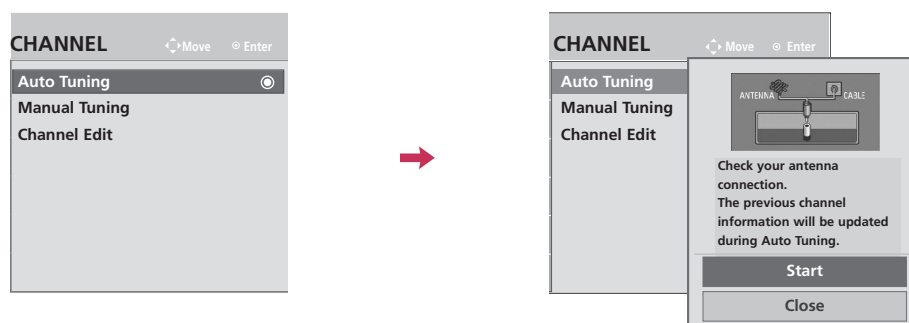 CHANNEL Move Enter
Auto Tuning
Manual Tuning
Channel Edit
CHANNEL Move Enter
Auto Tuning
Manual Tuning
Channel Edit
ANTENNA CABLE
Check your antenna
connection.
The previous channel
information will be updated
during Auto Tuning.
Start
Close